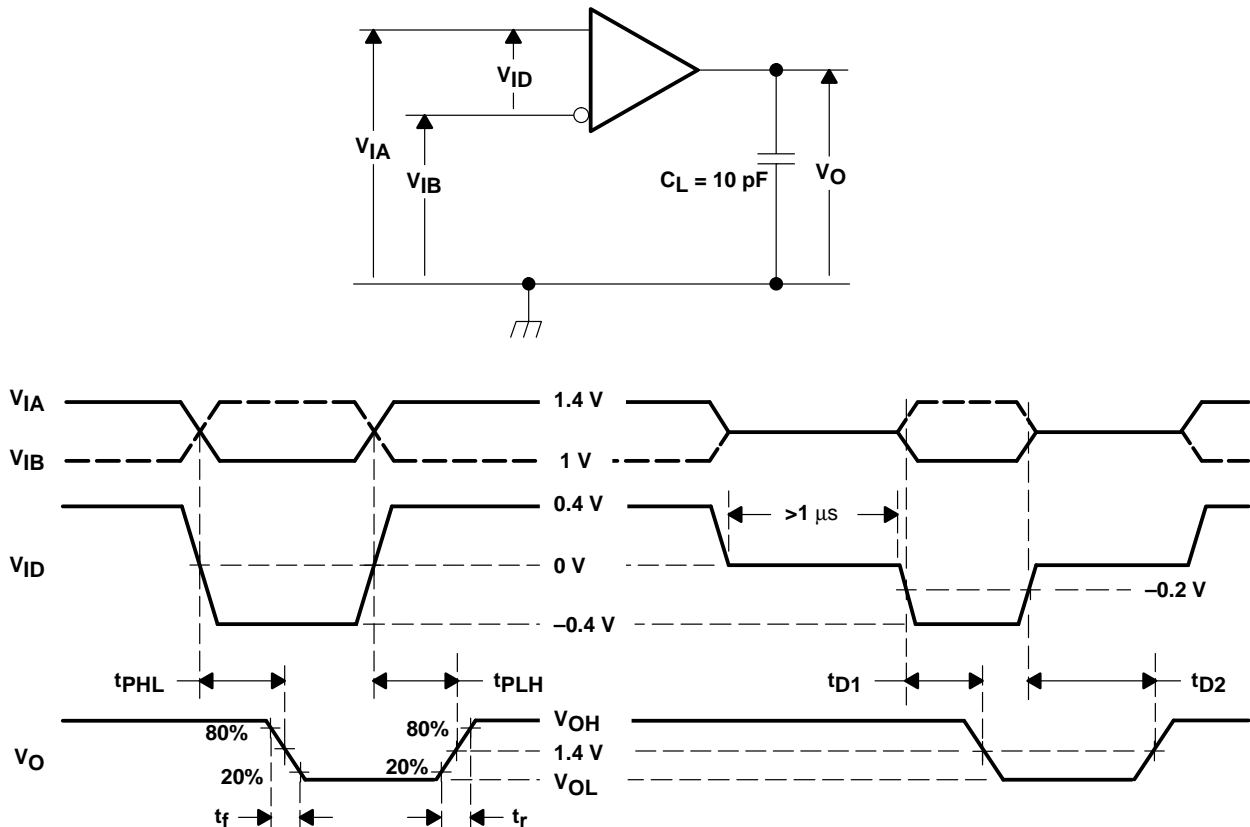 VID
VIA
VIB
CL = 10 pF
VO
VIA
1.4 V
VIB
1 V
0.4 V
>1 µs
VID
0 V
–0.2 V
–0.4 V
tPHL
tPLH
tD1
tD2
VOH
80%
80%
1.4 V
VO
20%
20%
VOL
tf
tr